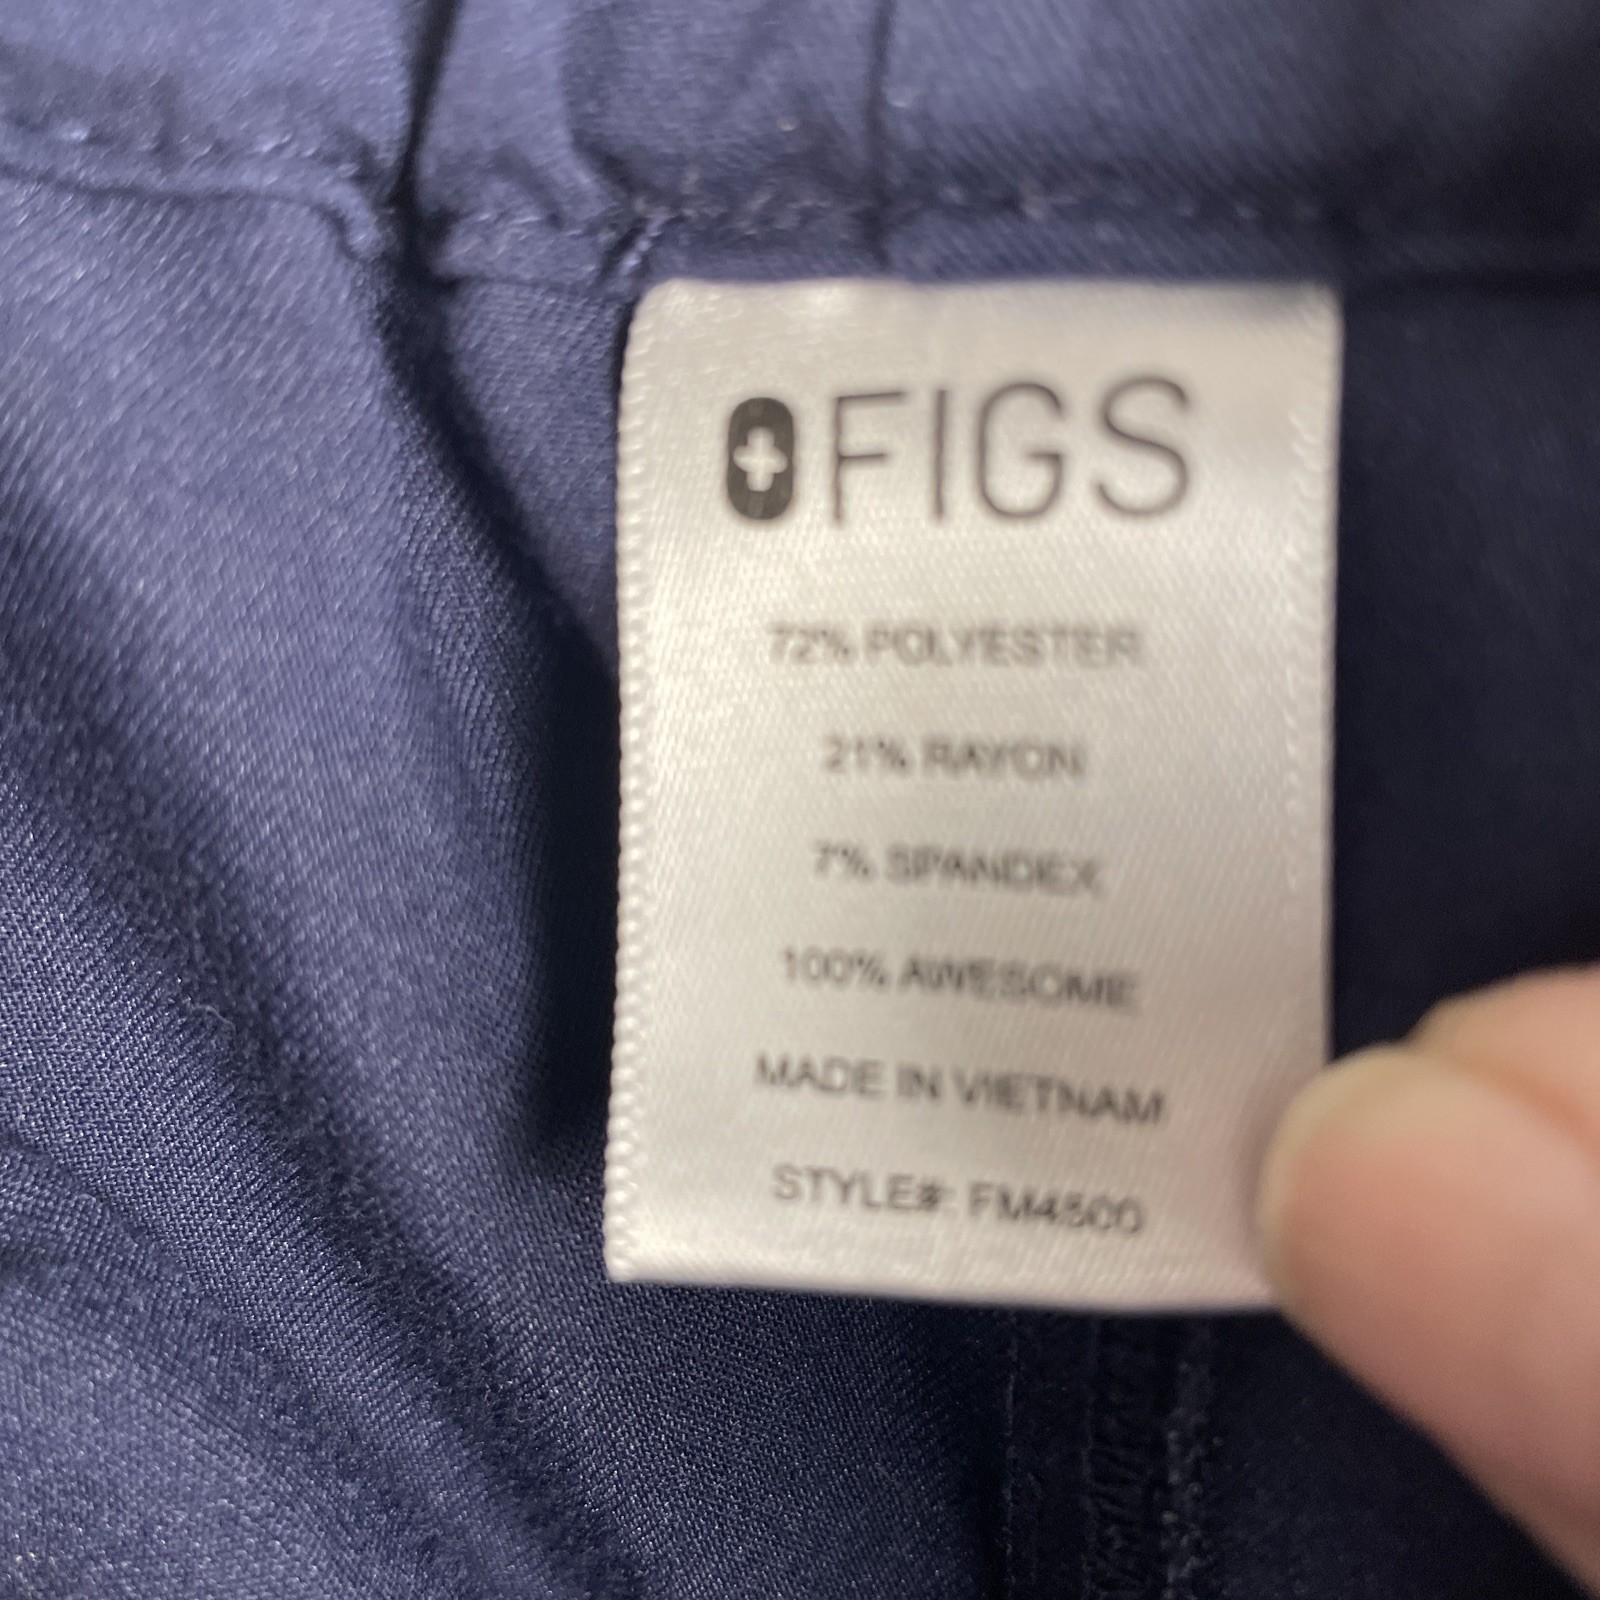 FIGS
72% POLYESTER
21% RAYON
7% SPANDEX
100% AWESOME
MADE IN VIETNAM
STYLE#: FM4500